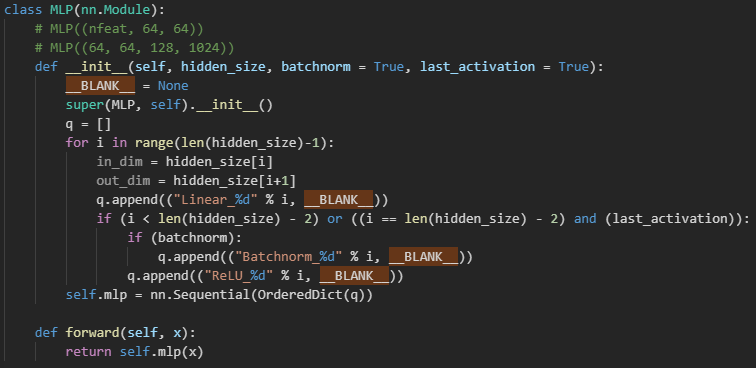 class MLP(nn.Module):
    # MLP((nfeat, 64, 64))
    # MLP((64, 64, 128, 1024))
    def __init__(self, hidden_size, batchnorm = True, last_activation = True):
        __BLANK__ = None
        super(MLP, self).__init__()
        q = []
        for i in range(len(hidden_size)-1):
            in_dim = hidden_size[i]
            out_dim = hidden_size[i+1]
            q.append(("Linear_%d" % i, __BLANK__))
            if (i < len(hidden_size) - 2) or ((i == len(hidden_size) - 2) and (last_activation)):
                if (batchnorm):
                    q.append(("Batchnorm_%d" % i, __BLANK__))
                q.append(("ReLU_%d" % i, __BLANK__))
        self.mlp = nn.Sequential(OrderedDict(q))

    def forward(self, x):
        return self.mlp(x)